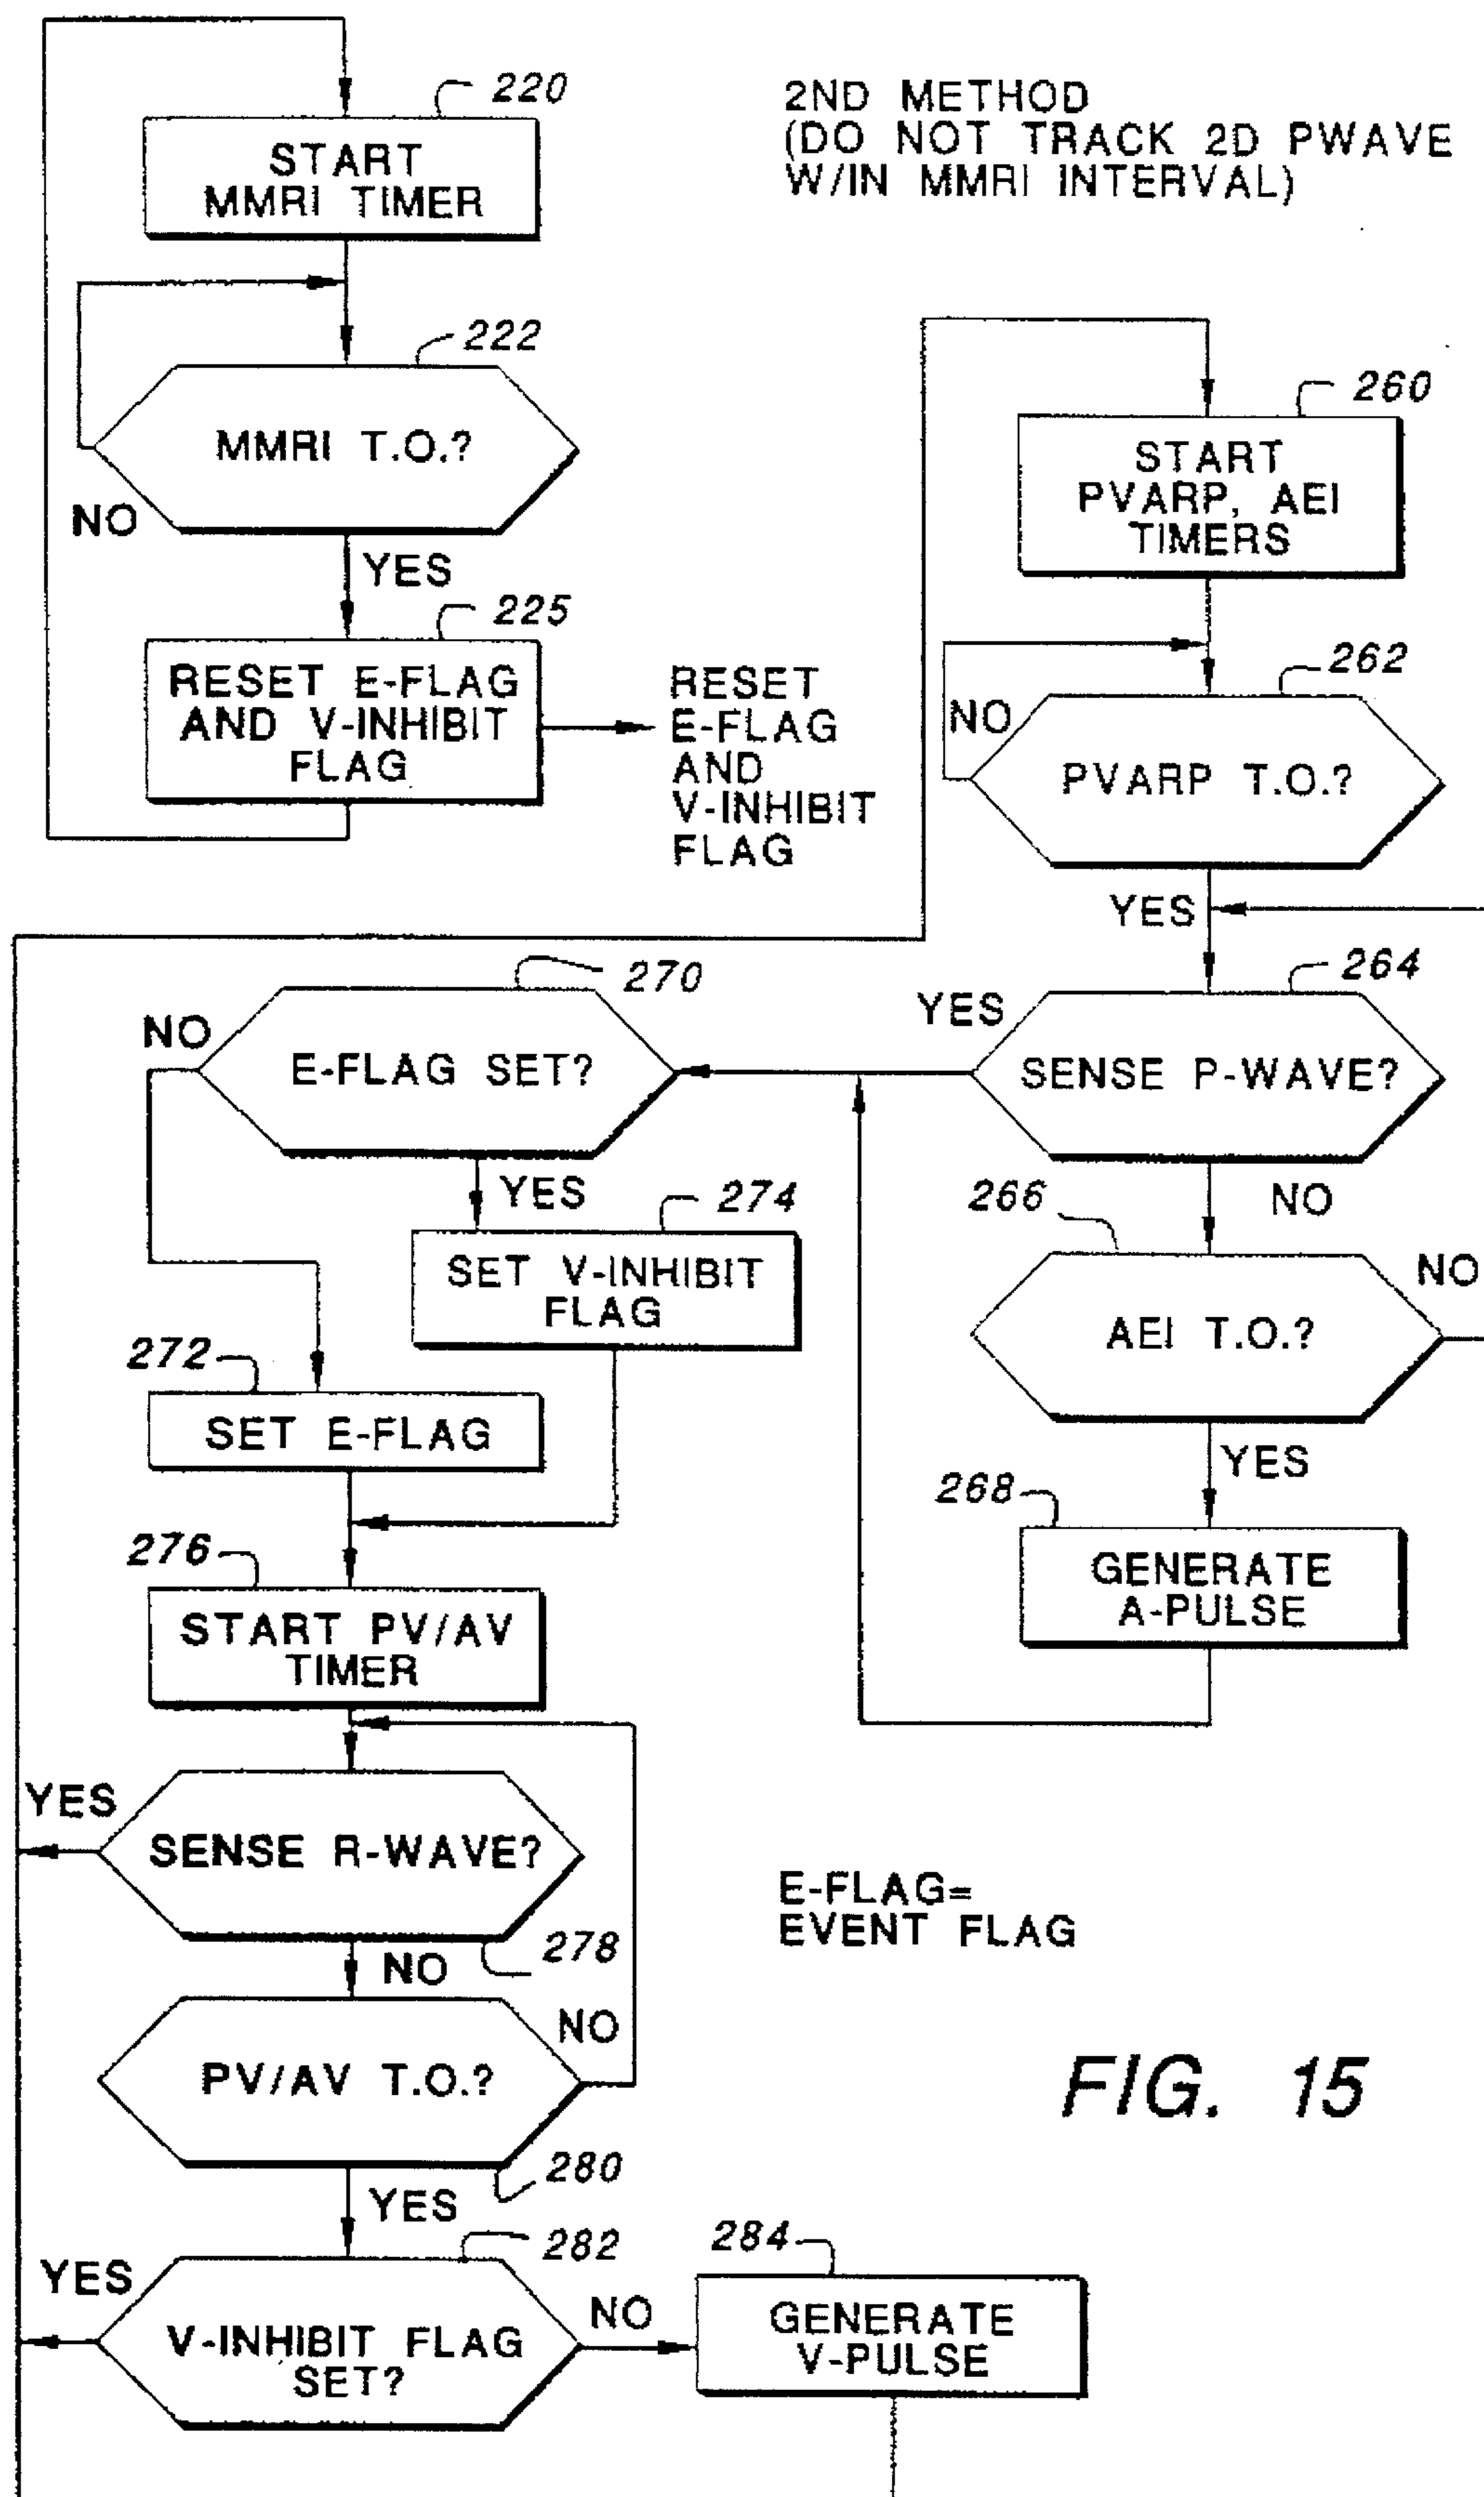 220
START
MMRI TIMER
2ND METHOD
(DO NOT TRACK 2D PWAVE
W/IN MMRI INTERVAL)
222
MMRI T.O.?
NO
YES
225
RESET E-FLAG
AND V-INHIBIT
FLAG
RESET
E-FLAG
AND
V-INHIBIT
FLAG
260
START
PVARP, AEI
TIMERS
262
NO
PVARP T.O.?
YES
264
YES
SENSE P-WAVE?
NO
266
AEI T.O.?
NO
YES
268
GENERATE
A-PULSE
270
NO
E-FLAG SET?
YES
274
SET V-INHIBIT
FLAG
272
SET E-FLAG
276
START PV/AV
TIMER
YES
SENSE R-WAVE?
278
NO
NO
PV/AV T.O.?
280
YES
282
YES
V-INHIBIT FLAG
SET?
NO
284
GENERATE
V-PULSE
E-FLAG=
EVENT FLAG
FIG. 15